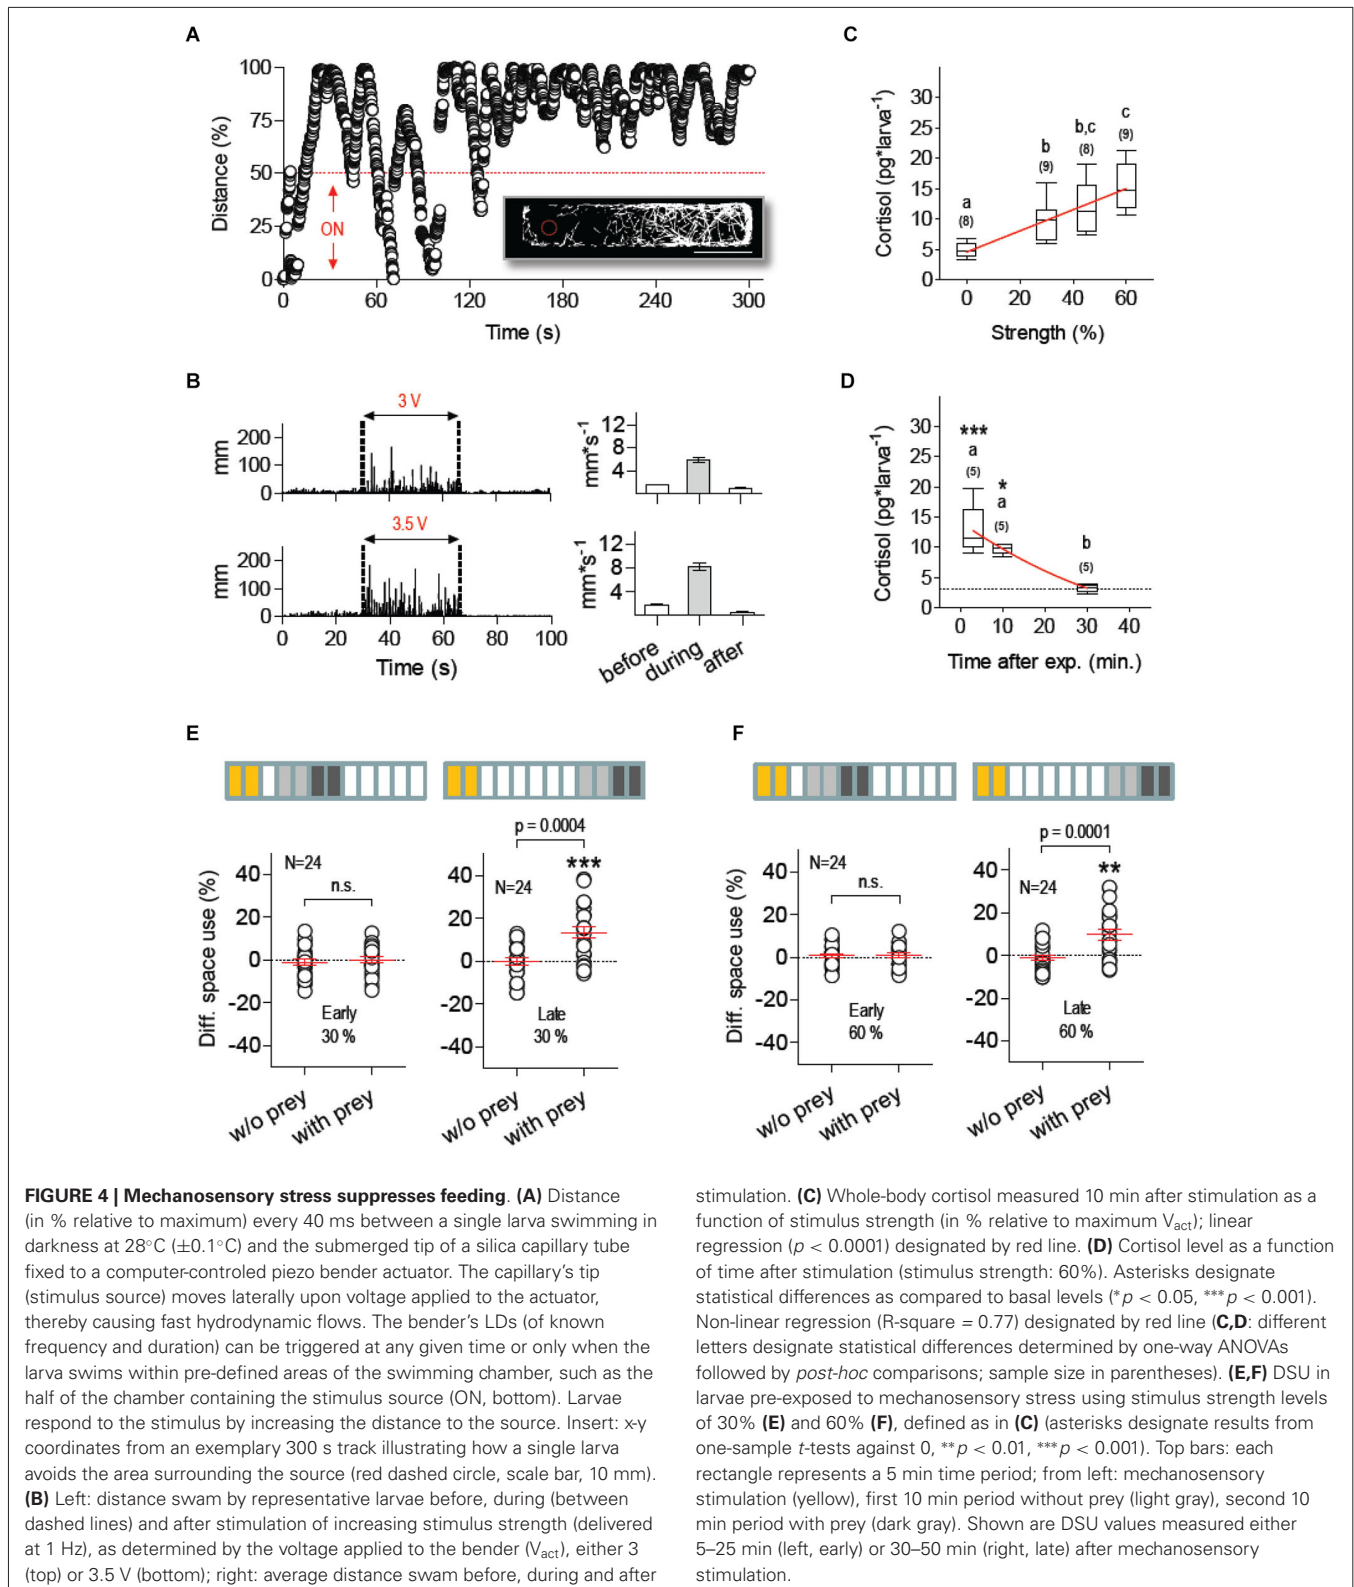 A
100
75
50
25
0
Distance (%)
ON
0
60
120
180
240
300
Time (s)
C
30
25
20
15
10
5
0
Cortisol (pg*larva-1)
a
(8)
b
(9)
b,c
(8)
c
(9)
0
20
40
60
Strength (%)
B
3 V
200
100
0
mm
12
8
4
mm*s-1
3.5 V
200
100
0
mm
0
20
40
60
80
100
Time (s)
12
8
4
mm*s-1
before
during
after
D
30
25
20
15
10
5
0
Cortisol (pg*larva-1)
***
a
(5)
*
a
(5)
b
(5)
0
10
20
30
40
Time after exp. (min.)
E
Diff. space use (%)
40
20
0
-20
-40
N=24
n.s.
Early
30 %
w/o prey
with prey
p = 0.0004
***
40
20
0
-20
-40
N=24
Late
30 %
w/o prey
with prey
F
Diff. space use (%)
40
20
0
-20
-40
N=24
n.s.
Early
60 %
w/o prey
with prey
p = 0.0001
**
40
20
0
-20
-40
N=24
Late
60 %
w/o prey
with prey
FIGURE 4 | Mechanosensory stress suppresses feeding. (A) Distance
(in % relative to maximum) every 40 ms between a single larva swimming in
darkness at 28°C (±0.1°C) and the submerged tip of a silica capillary tube
fixed to a computer-controled piezo bender actuator. The capillary's tip
(stimulus source) moves laterally upon voltage applied to the actuator,
thereby causing fast hydrodynamic flows. The bender's LDs (of known
frequency and duration) can be triggered at any given time or only when the
larva swims within pre-defined areas of the swimming chamber, such as the
half of the chamber containing the stimulus source (ON, bottom). Larvae
respond to the stimulus by increasing the distance to the source. Insert: x-y
coordinates from an exemplary 300 s track illustrating how a single larva
avoids the area surrounding the source (red dashed circle, scale bar, 10 mm).
(B) Left: distance swam by representative larvae before, during (between
dashed lines) and after stimulation of increasing stimulus strength (delivered
at 1 Hz), as determined by the voltage applied to the bender (Vact), either 3
(top) or 3.5 V (bottom); right: average distance swam before, during and after
stimulation. (C) Whole-body cortisol measured 10 min after stimulation as a
function of stimulus strength (in % relative to maximum Vact); linear
regression (p < 0.0001) designated by red line. (D) Cortisol level as a function
of time after stimulation (stimulus strength: 60%). Asterisks designate
statistical differences as compared to basal levels (*p < 0.05, ***p < 0.001).
Non-linear regression (R-square = 0.77) designated by red line (C,D: different
letters designate statistical differences determined by one-way ANOVAs
followed by post-hoc comparisons; sample size in parentheses). (E,F) DSU in
larvae pre-exposed to mechanosensory stress using stimulus strength levels
of 30% (E) and 60% (F), defined as in (C) (asterisks designate results from
one-sample t-tests against 0, **p < 0.01, ***p < 0.001). Top bars: each
rectangle represents a 5 min time period; from left: mechanosensory
stimulation (yellow), first 10 min period without prey (light gray), second 10
min period with prey (dark gray). Shown are DSU values measured either
5–25 min (left, early) or 30–50 min (right, late) after mechanosensory
stimulation.